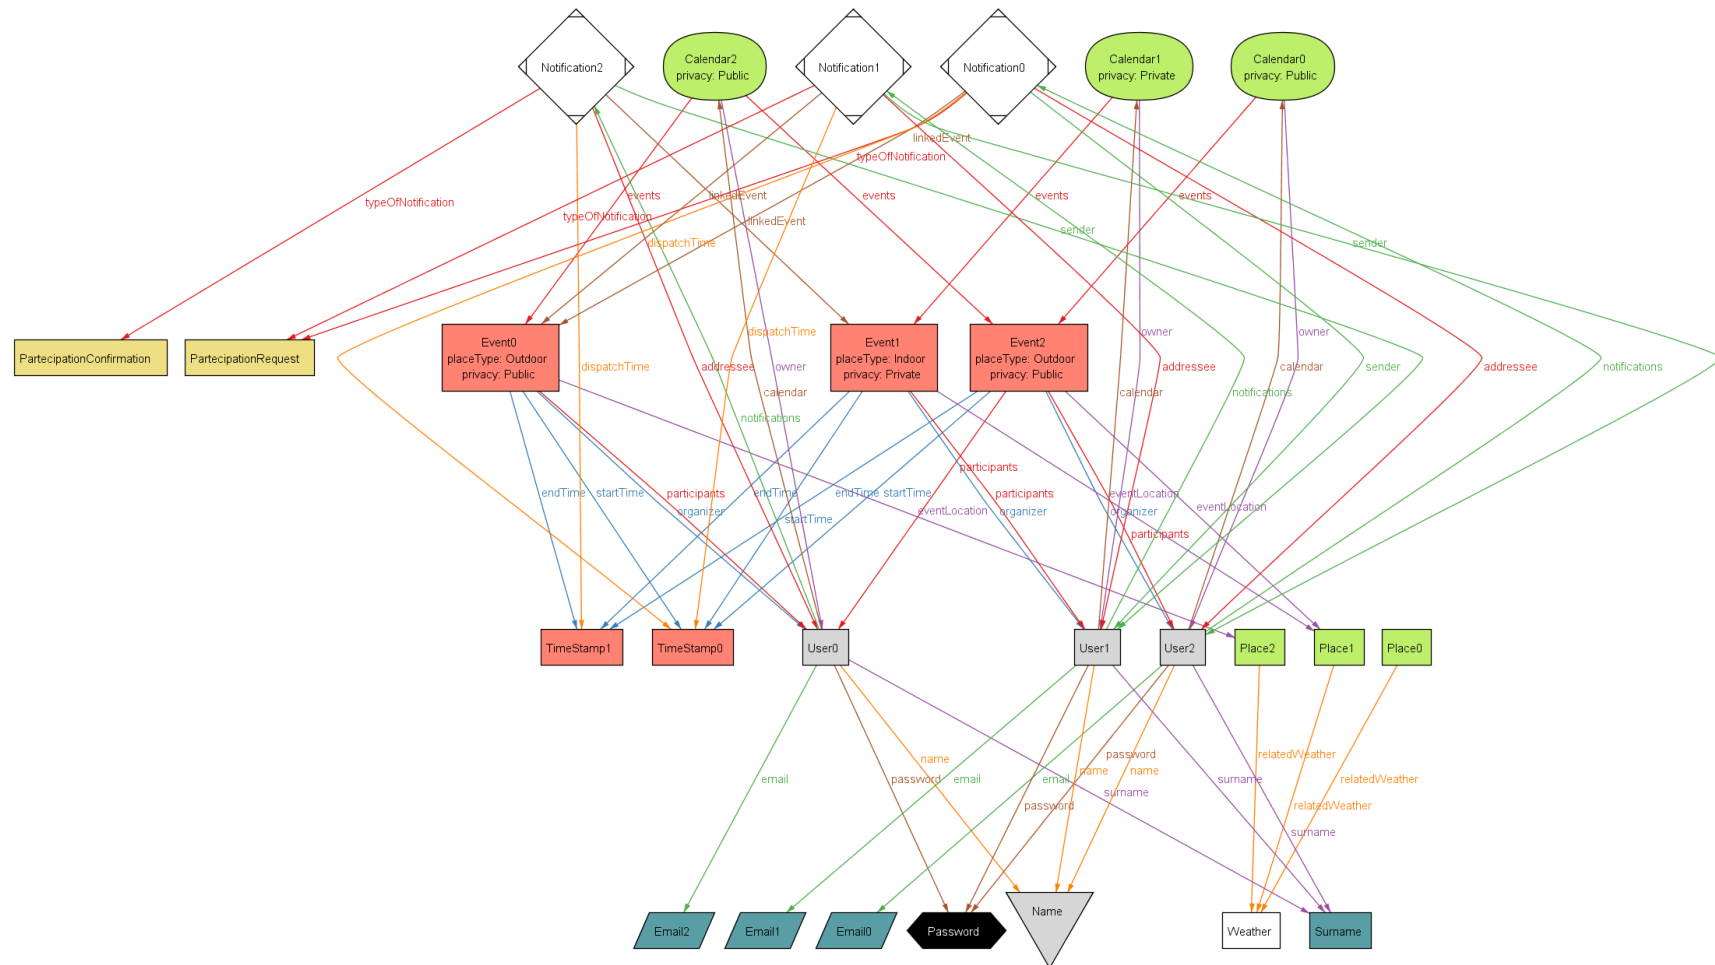 Notification2
Calendar2
privacy: Public
Notification1
Notification0
Calendar1
privacy: Private
Calendar0
privacy: Public
linkedEvent
typeOfNotification
typeOfNotification
events
linkedEvent
events
events
events
typeOfNotification
linkedEvent
sender
sender
dispatchTime
dispatchTime
owner
owner
PartecipationConfirmation
PartecipationRequest
Event0
placeType: Outdoor
privacy: Public
Event1
placeType: Indoor
privacy: Private
Event2
placeType: Outdoor
privacy: Public
dispatchTime
addressee
owner
addressee
sender
calendar
addressee
notifications
calendar
calendar
notifications
notifications
participants
endTime
startTime
participants
endTime
endTime
startTime
participants
eventLocation
organizer
startTime
eventLocation
organizer
organizer
eventLocation
participants
TimeStamp1
TimeStamp0
User0
User1
User2
Place2
Place1
Place0
name
password
relatedWeather
email
password
email
name
email
name
surname
relatedWeather
surname
password
relatedWeather
surname
Email2
Email1
Email0
Password
Name
Weather
Surname